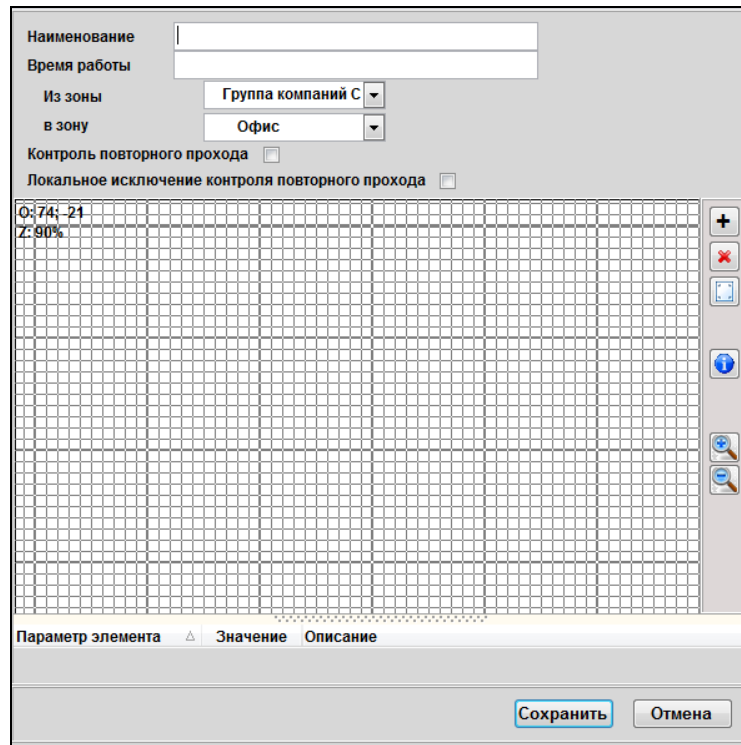 Наименование
Время работы
Из зоны Группа компаний С
в зону Офис
Контроль повторного прохода
Локальное исключение контроля повторного прохода
O: 74; -21
Z: 90%
Параметр элемента Значение Описание
Сохранить Отмена